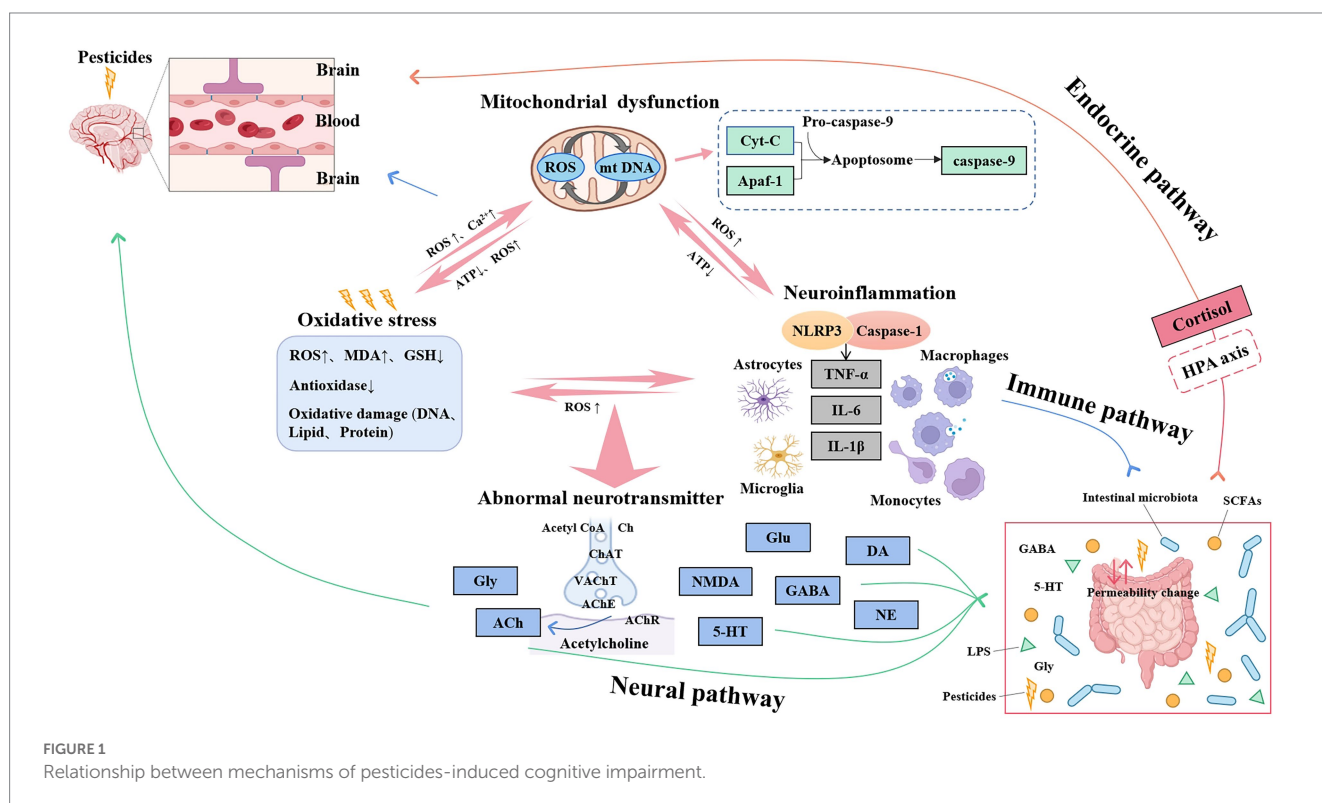 Pesticides
Brain
Blood
Brain
Mitochondrial dysfunction
ROS
mt DNA
Pro-caspase-9
Cyt-C
Apaf-1
Apoptosome
caspase-9
Endocrine pathway
ROS↑、Ca²⁺↑
ATP↓、ROS↑
ROS↑
ATP↓
Oxidative stress
ROS↑、MDA↑、GSH↓
Antioxidase↓
Oxidative damage (DNA、
Lipid、Protein)
ROS↑
Neuroinflammation
NLRP3
Caspase-1
Astrocytes
Macrophages
TNF-α
IL-6
IL-1β
Microglia
Monocytes
Cortisol
HPA axis
Immune pathway
Abnormal neurotransmitter
Acetyl CoA
Ch
ChAT
VAChT
AChE
AChR
Acetylcholine
Gly
ACh
Glu
DA
NMDA
GABA
NE
5-HT
Neural pathway
Intestinal microbiota
SCFAs
GABA
5-HT
Permeability change
LPS
Gly
Pesticides
FIGURE 1
Relationship between mechanisms of pesticides-induced cognitive impairment.